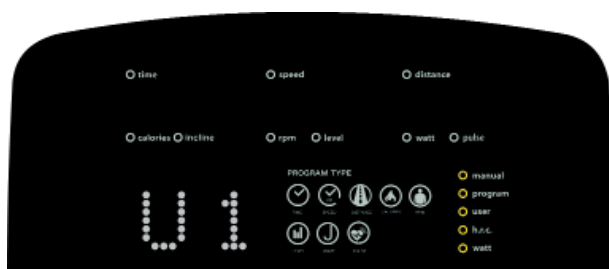 time speed distance
calories incline rpm level watt pulse
PROGRAM TYPE
manual
program
user
h.r.c.
watt
U1